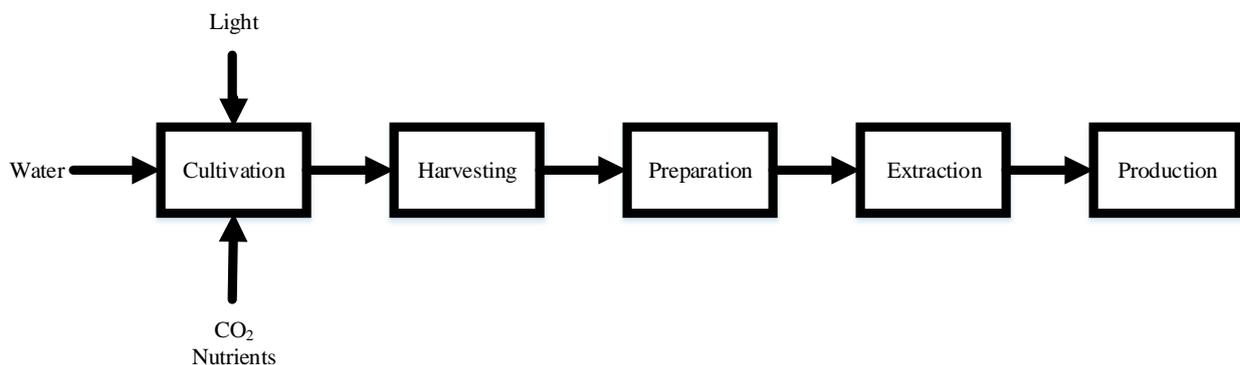 Light
Water
Cultivation
Harvesting
Preparation
Extraction
Production
CO₂
Nutrients